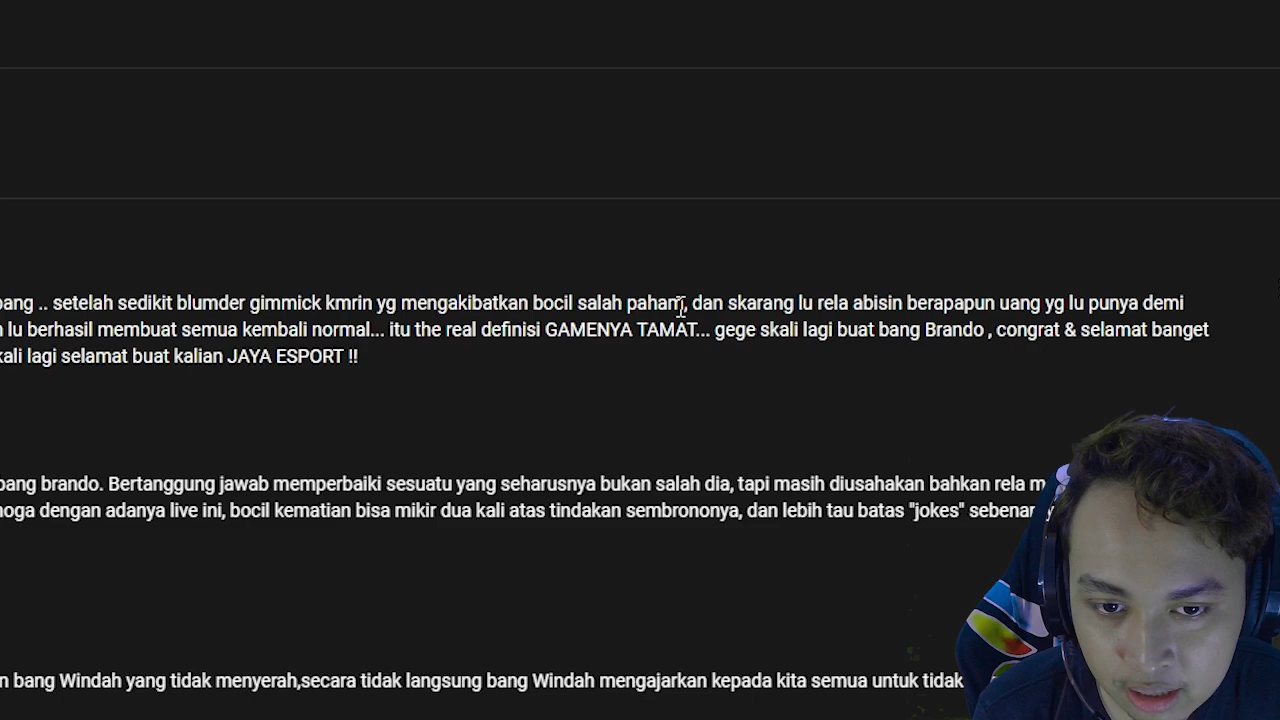 bang .. setelah sedikit blumder gimmick kmrin yg mengakibatkan bocil salah paham, dan skarang lu rela abisin berapapun uang yg lu punya demi
lu berhasil membuat semua kembali normal... itu the real definisi GAMENYA TAMAT... gege skali lagi buat bang Brando , congrat & selamat banget
kali lagi selamat buat kalian JAYA ESPORT !!
bang brando. Bertanggung jawab memperbaiki sesuatu yang seharusnya bukan salah dia, tapi masih diusahakan bahkan rela
dengan adanya live ini, bocil kematian bisa mikir dua kali atas tindakan sembrononya, dan lebih tau batas "jokes"
bang Windah yang tidak menyerah,secara tidak langsung bang Windah mengajarkan kepada kita semua untuk tidak